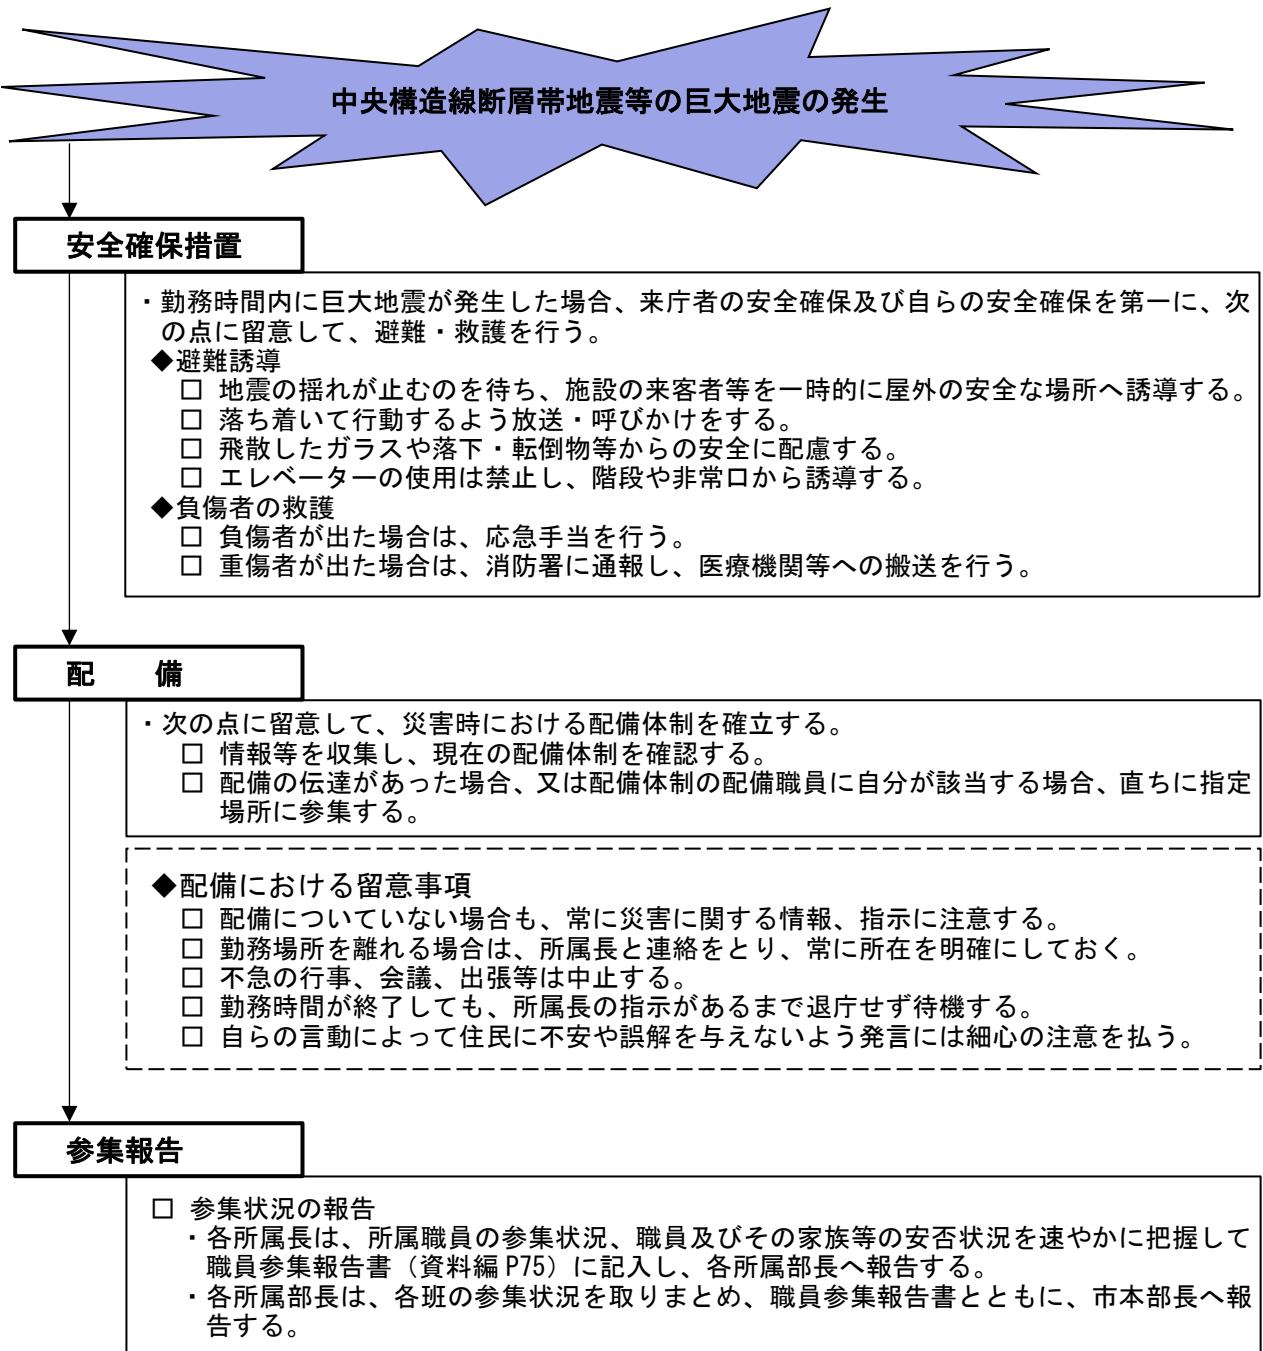 中央構造線断層帯地震等の巨大地震の発生
安全確保措置
・勤務時間内に巨大地震が発生した場合、来庁者の安全確保及び自らの安全確保を第一に、次
の点に留意して、避難・救護を行う。
◆避難誘導
□ 地震の揺れが止むのを待ち、施設の来客者等を一時的に屋外の安全な場所へ誘導する。
□ 落ち着いて行動するよう放送・呼びかけをする。
□ 飛散したガラスや落下・転倒物等からの安全に配慮する。
□ エレベーターの使用は禁止し、階段や非常口から誘導する。
◆負傷者の救護
□ 負傷者が出た場合は、応急手当を行う。
□ 重傷者が出た場合は、消防署に通報し、医療機関等への搬送を行う。
配　　備
・次の点に留意して、災害時における配備体制を確立する。
□ 情報等を収集し、現在の配備体制を確認する。
□ 配備の伝達があった場合、又は配備体制の配備職員に自分が該当する場合、直ちに指定
場所に参集する。
◆配備における留意事項
□ 配備についていない場合も、常に災害に関する情報、指示に注意する。
□ 勤務場所を離れる場合は、所属長と連絡をとり、常に所在を明確にしておく。
□ 不急の行事、会議、出張等は中止する。
□ 勤務時間が終了しても、所属長の指示があるまで退庁せず待機する。
□ 自らの言動によって住民に不安や誤解を与えないよう発言には細心の注意を払う。
参集報告
□ 参集状況の報告
・各所属長は、所属職員の参集状況、職員及びその家族等の安否状況を速やかに把握して
職員参集報告書（資料編 P75）に記入し、各所属部長へ報告する。
・各所属部長は、各班の参集状況を取りまとめ、職員参集報告書とともに、市本部長へ報
告する。